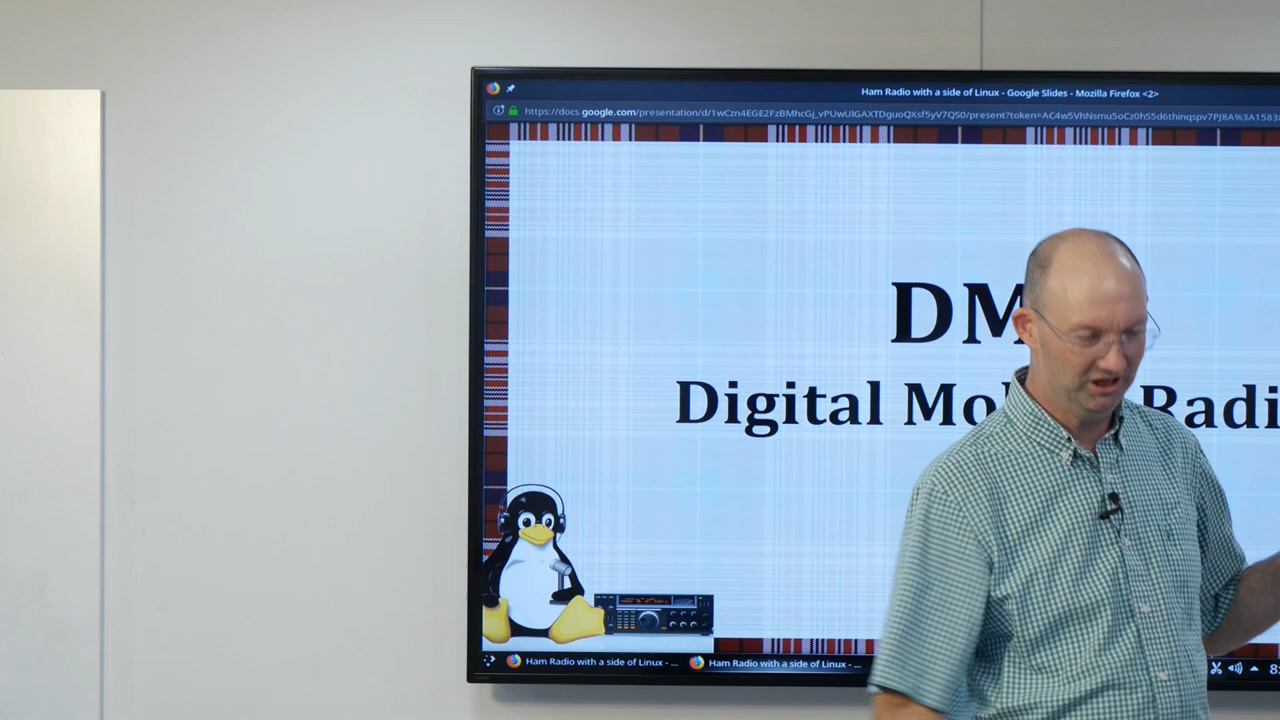 Ham Radio with a side of Linux - Google Slides - Mozilla Firefox <2>
DM
Digital Mo Radi
Ham Radio with a side of Linux - ... Ham Radio with a side of Linux - ... 8: